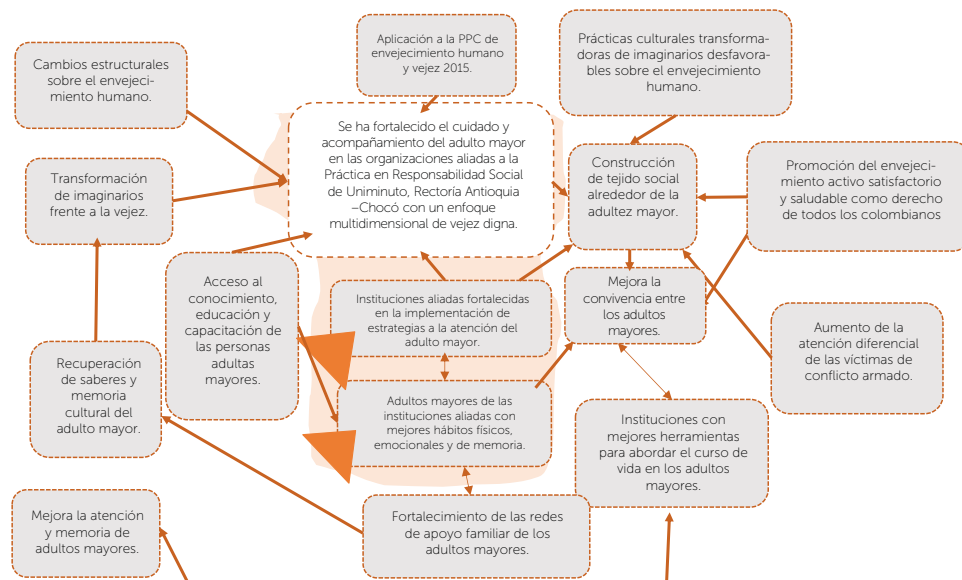 Aplicación a la PPC de
envejecimiento humano
y vejez 2015.
Prácticas culturales transforma-
doras de imaginarios desfavora-
bles sobre el envejecimiento
humano.
Cambios estructurales
sobre el envejeci-
miento humano.
Se ha fortalecido el cuidado y
acompañamiento del adulto mayor
en las organizaciones aliadas a la
Práctica en Responsabilidad Social
de Uniminuto, Rectoría Antioquia
–Chocó con un enfoque
multidimensional de vejez digna.
Construcción
de tejido social
alrededor de la
adultez mayor.
Promoción del envejeci-
miento activo satisfactorio
y saludable como derecho
de todos los colombianos
Transformación
de imaginarios
frente a la vejez.
Acceso al
conocimiento,
educación y
capacitación de
las personas
adultas
mayores.
Instituciones aliadas fortalecidas
en la implementación de
estrategias a la atención del
adulto mayor.
Mejora la
convivencia entre
los adultos
mayores.
Aumento de la
atención diferencial
de las víctimas de
conflicto armado.
Recuperación
de saberes y
memoria
cultural del
adulto mayor.
Adultos mayores de las
instituciones aliadas con
mejores hábitos físicos,
emocionales y de memoria.
Instituciones con
mejores herramientas
para abordar el curso de
vida en los adultos
mayores.
Mejora la atención
y memoria de
adultos mayores.
Fortalecimiento de las redes
de apoyo familiar de los
adultos mayores.